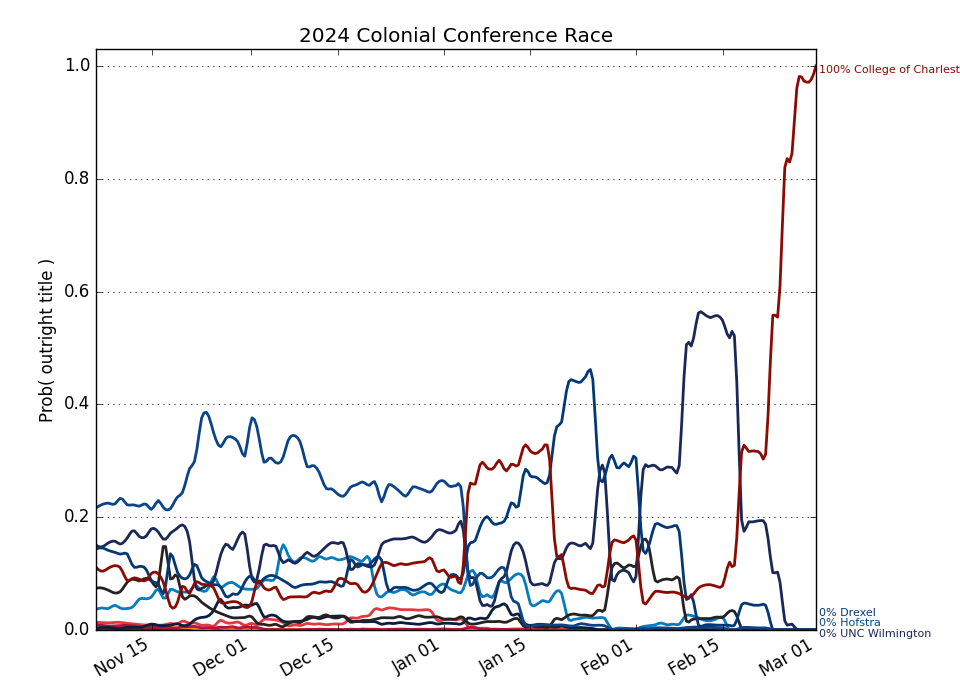 2024 Colonial Conference Race
Prob( outright title )
1.0
0.8
0.6
0.4
0.2
0.0
Nov 15
Dec 01
Dec 15
Jan 01
Jan 15
Feb 01
Feb 15
Mar 01
100% College of Charlest
0% Drexel
0% Hofstra
0% UNC Wilmington